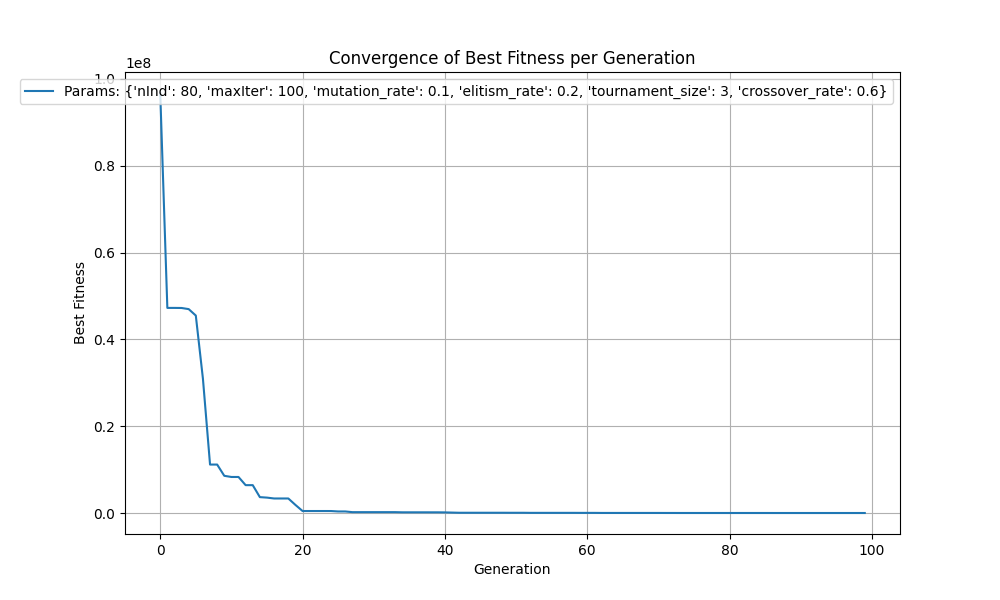 Convergence of Best Fitness per Generation
1e8
1.0
Params: {'nInd': 80, 'maxIter': 100, 'mutation_rate': 0.1, 'elitism_rate': 0.2, 'tournament_size': 3, 'crossover_rate': 0.6}
0.8
0.6
Best Fitness
0.4
0.2
0.0
0 20 40 60 80 100
Generation